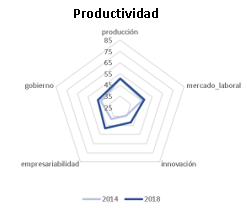 Productividad
producción
85
75
65
55
45
35
25
gobierno
mercado_laboral
empresariabilidad
innovación
2014
2018